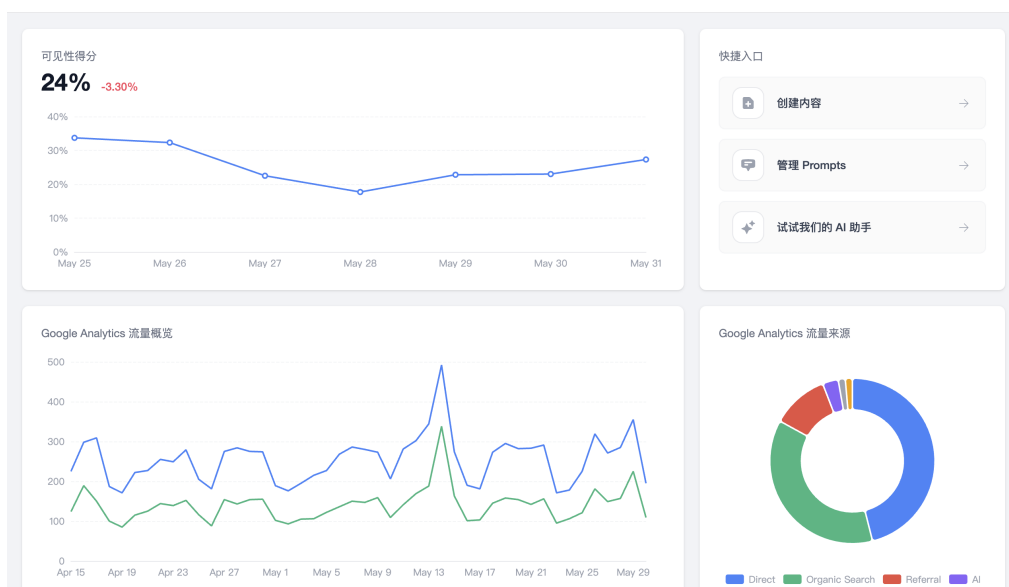 可见性得分
24% -3.30%
40%
30%
20%
10%
0%
May 25 May 26 May 27 May 28 May 29 May 30 May 31
快捷入口
创建内容
管理 Prompts
试试我们的 AI 助手
Google Analytics 流量概览
500
400
300
200
100
0
Apr 15 Apr 19 Apr 23 Apr 27 May 1 May 5 May 9 May 13 May 17 May 21 May 25 May 29
Google Analytics 流量来源
Direct Organic Search Referral AI